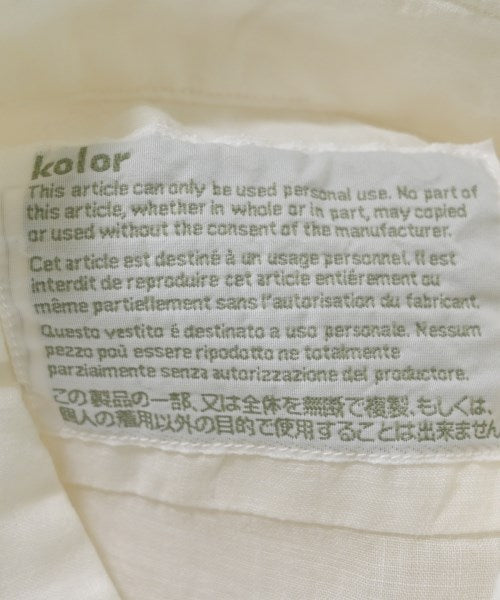 kolor
This article can only be used personal use. No part of
this article, whether in whole or in part, may copied
or used without the consent of the manufacturer.
Cet article est destiné à un usage personnel. Il est
interdit de reproduire cet article entiérement ou
même partiellement sans l'autorisation du fabricant.
Questo vestito é destinato a uso personale. Nessum
pezzo poü essere ripodotto ne totalmente
parziaimente senza autorizzazione del productore.
この製品の一部、又は全体を無断で複製、もしくは、
個人の着用以外の目的で使用することは出来ません